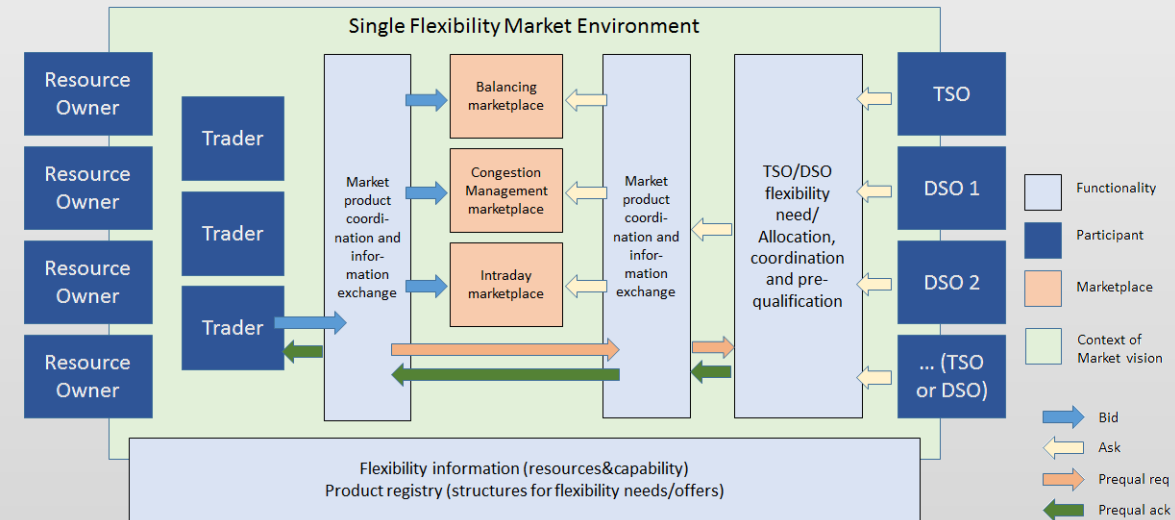 Single Flexibility Market Environment
Resource
Owner
Resource
Owner
Resource
Owner
Resource
Owner
Trader
Trader
Trader
Market
product
coordi-
nation and
infor-
mation
exchange
Balancing
marketplace
Congestion
Management
marketplace
Intraday
marketplace
Market
product
coordi-
nation and
infor-
mation
exchange
TSO/DSO
flexibility
need/
Allocation,
coordination
and pre-
qualification
TSO
DSO 1
DSO 2
... (TSO
or DSO)
Functionality
Participant
Marketplace
Context of
Market vision
Bid
Ask
Prequal req
Prequal ack
Flexibility information (resources&capability)
Product registry (structures for flexibility needs/offers)